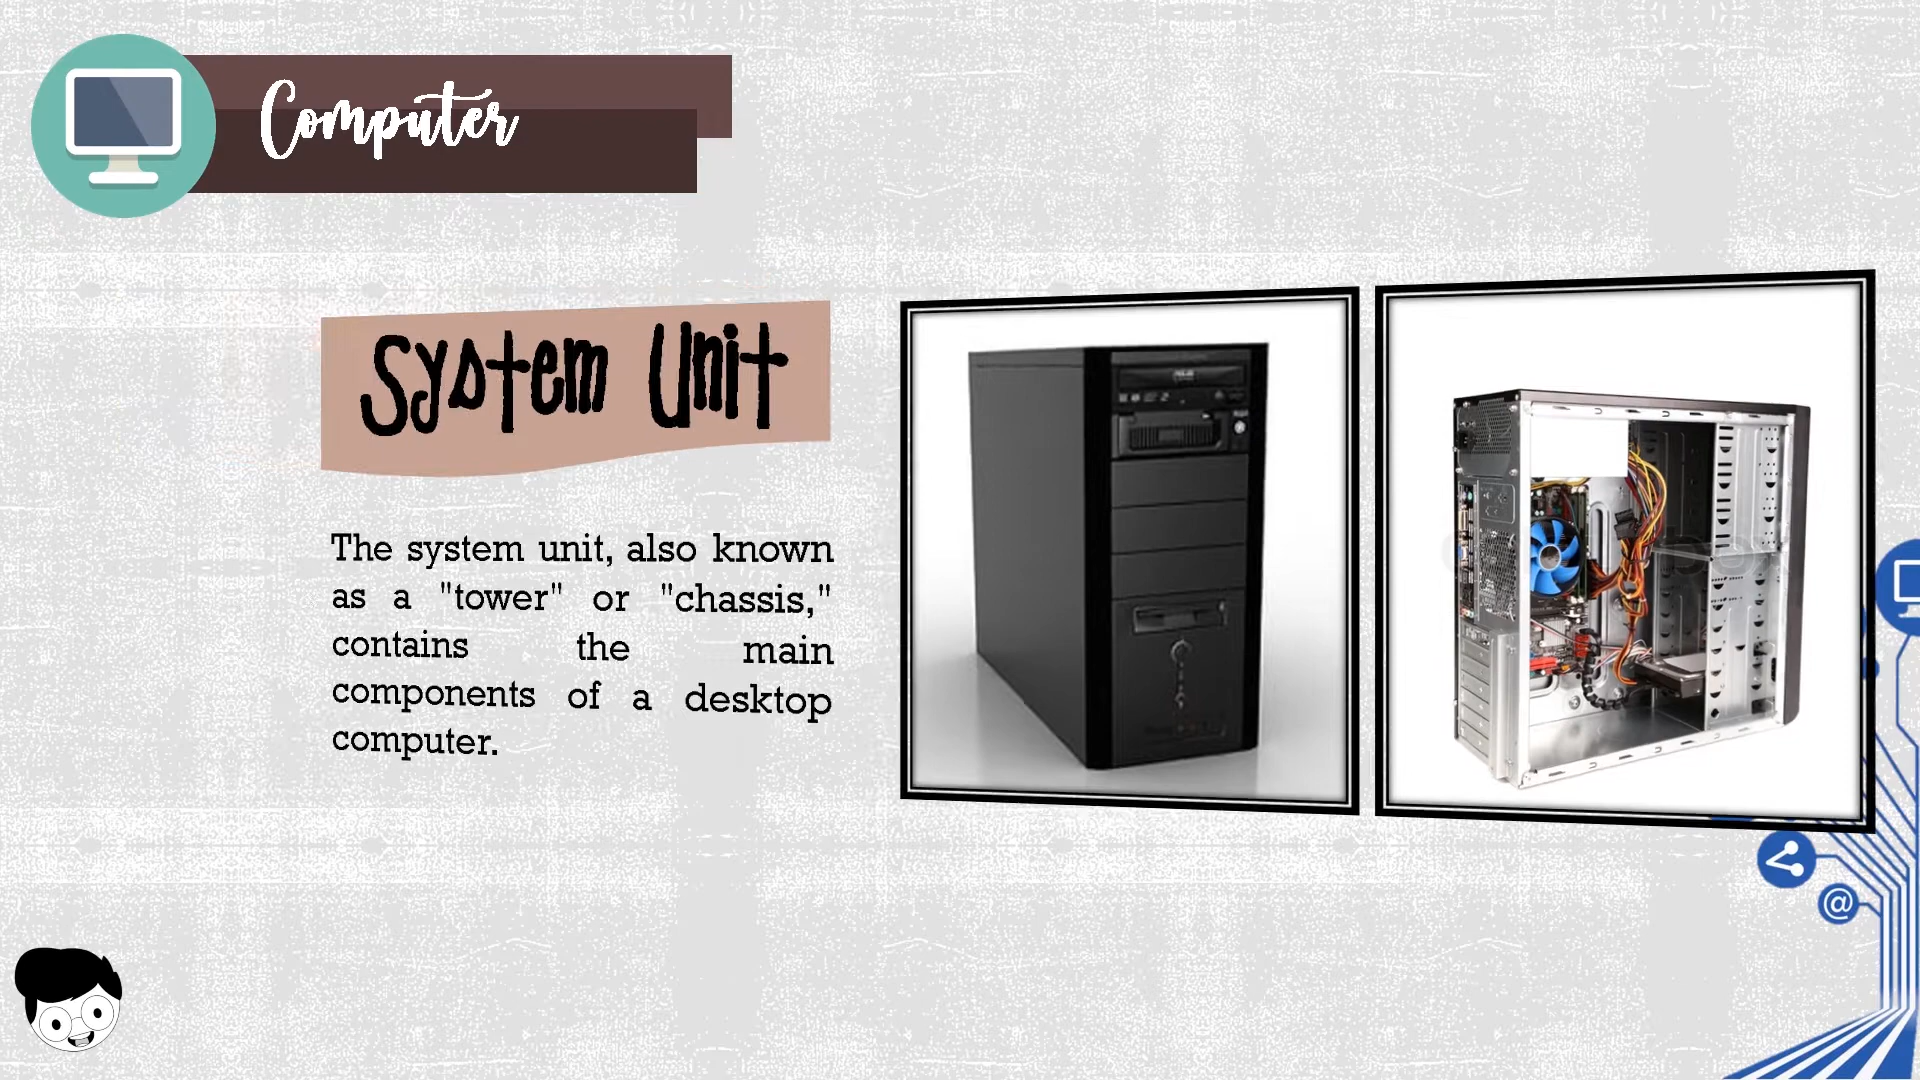 Computer
System Unit
The system unit, also known
as a "tower" or "chassis,"
contains the main
components of a desktop
computer.
@